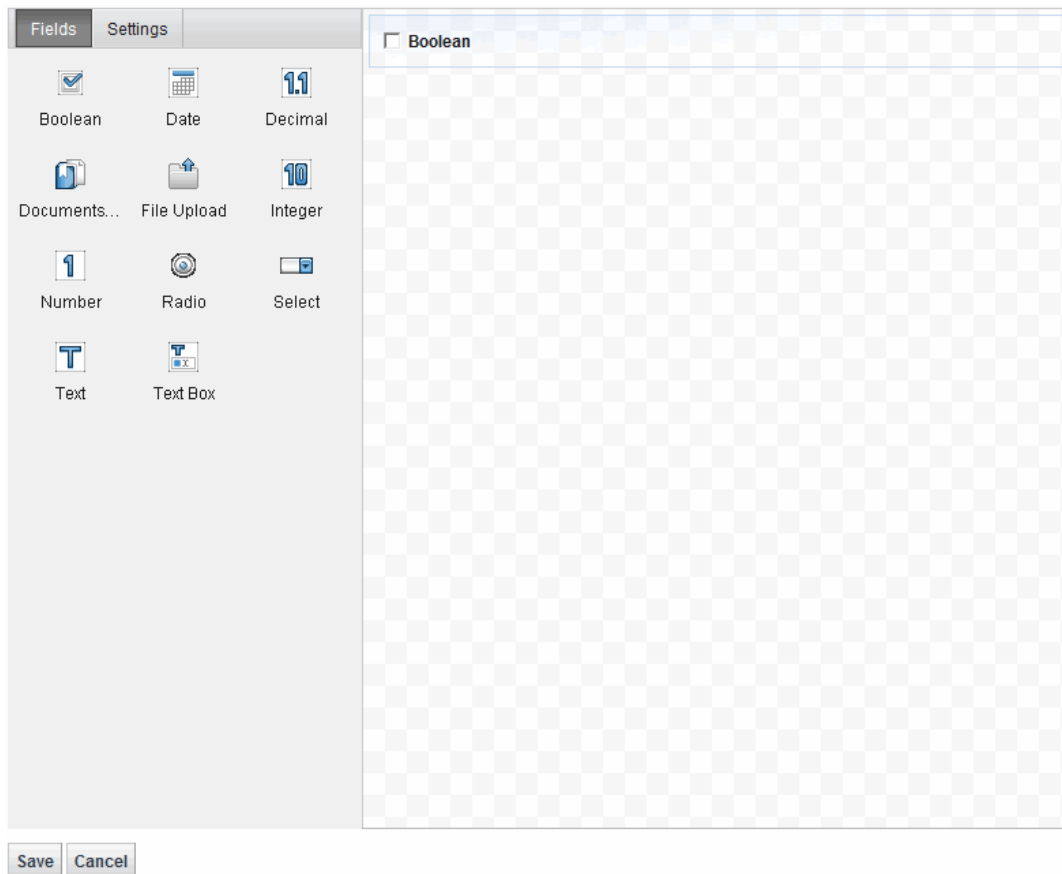 Fields Settings
Boolean
Boolean Date Decimal
Documents... File Upload Integer
Number Radio Select
Text Text Box
Save Cancel